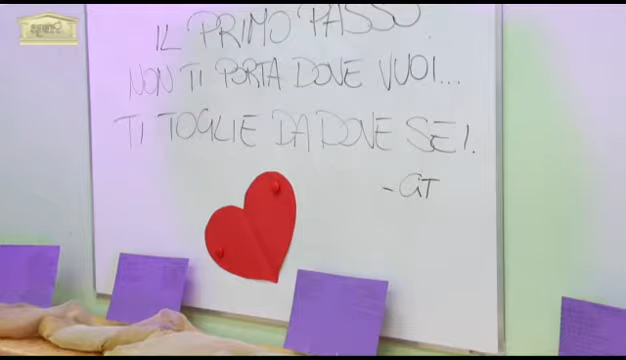 IL PRIMO PASSO
NON TI PORTA DOVE VUOI...
TI TOGLIE DA DOVE SEI.
-GT